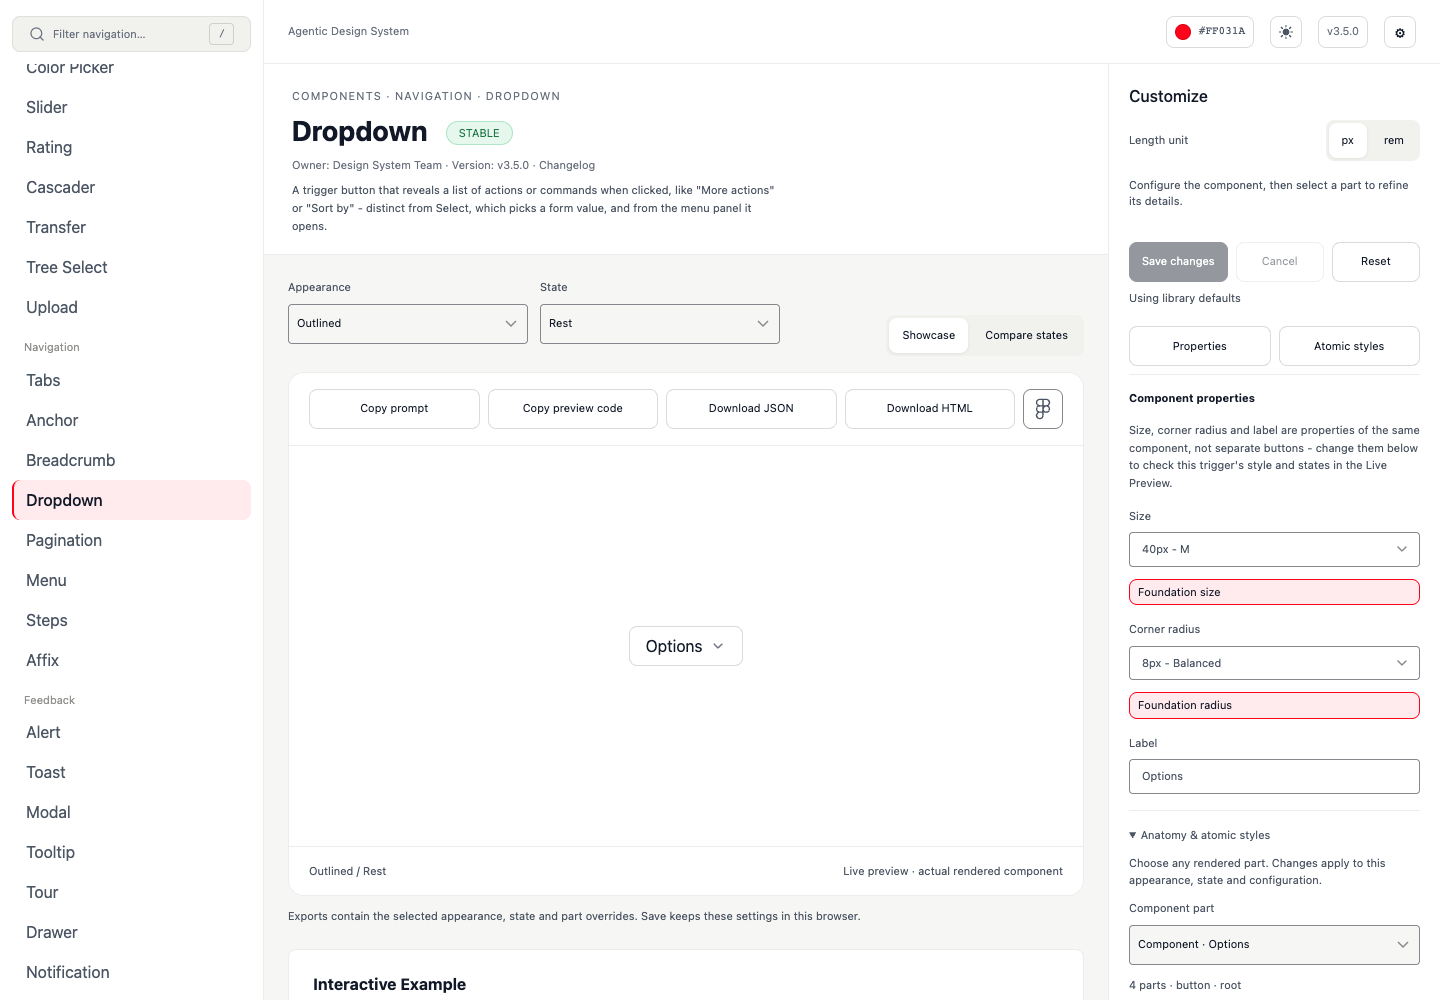 Filter navigation...
/
Color Picker
Slider
Rating
Cascader
Transfer
Tree Select
Upload
Navigation
Tabs
Anchor
Breadcrumb
Dropdown
Pagination
Menu
Steps
Affix
Feedback
Alert
Toast
Modal
Tooltip
Tour
Drawer
Notification
Agentic Design System
#FF031A
v3.5.0
COMPONENTS · NAVIGATION · DROPDOWN
Dropdown
STABLE
Owner: Design System Team · Version: v3.5.0 · Changelog
A trigger button that reveals a list of actions or commands when clicked, like "More actions"
or "Sort by" - distinct from Select, which picks a form value, and from the menu panel it
opens.
Appearance
State
Outlined
Rest
Showcase
Compare states
Copy prompt
Copy preview code
Download JSON
Download HTML
Options
Outlined / Rest
Live preview · actual rendered component
Exports contain the selected appearance, state and part overrides. Save keeps these settings in this browser.
Interactive Example
Customize
Length unit
px
rem
Configure the component, then select a part to refine
its details.
Save changes
Cancel
Reset
Using library defaults
Properties
Atomic styles
Component properties
Size, corner radius and label are properties of the same
component, not separate buttons - change them below
to check this trigger's style and states in the Live
Preview.
Size
40px - M
Foundation size
Corner radius
8px - Balanced
Foundation radius
Label
Options
▼ Anatomy & atomic styles
Choose any rendered part. Changes apply to this
appearance, state and configuration.
Component part
Component · Options
4 parts · button · root